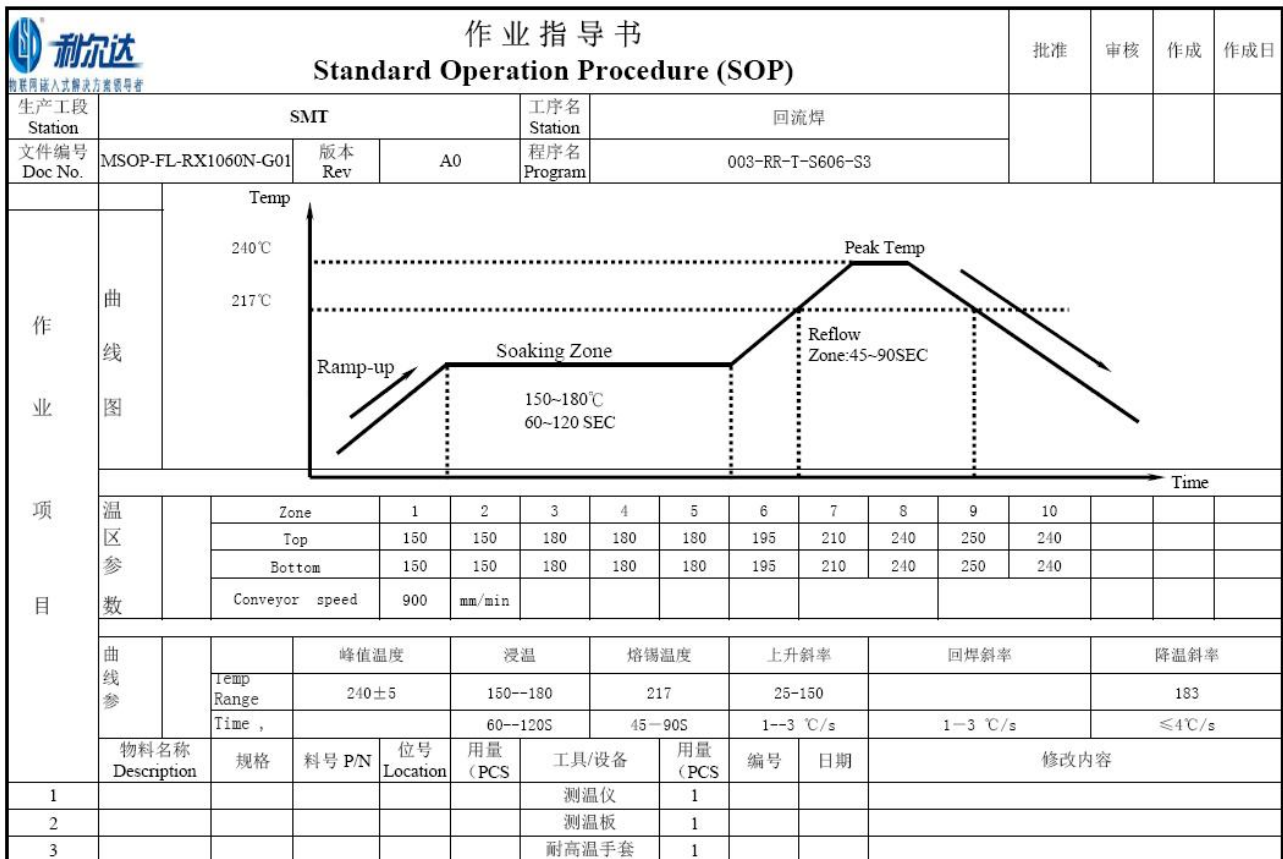 利尔达
物联网嵌入式解决方案领导者
作业指导书
Standard Operation Procedure (SOP)
批准 审核 作成 作成日
生产工段
Station
SMT
工序名
Station
回流焊
文件编号
Doc No.
MSOP-FL-RX1060N-G01
版本
Rev
A0
程序名
Program
003-RR-T-S606-S3
作业项目
曲线图
Temp
240℃
Peak Temp
217℃
Reflow
Zone:45~90SEC
Soaking Zone
Ramp-up
150~180℃
60~120 SEC
Time
温区参数
Zone 1 2 3 4 5 6 7 8 9 10
Top 150 150 180 180 180 195 210 240 250 240
Bottom 150 150 180 180 180 195 210 240 250 240
Conveyor speed 900 mm/min
曲线参
峰值温度 浸温 熔锡温度 上升斜率 回焊斜率 降温斜率
Temp
Range
240±5 150--180 217 25-150 183
Time , 60--120S 45-90S 1--3 ℃/s 1-3 ℃/s ≤4℃/s
物料名称
Description
规格 料号 P/N
位号
Location
用量
(PCS
工具/设备
用量
(PCS
编号 日期 修改内容
1 测温仪 1
2 测温板 1
3 耐高温手套 1